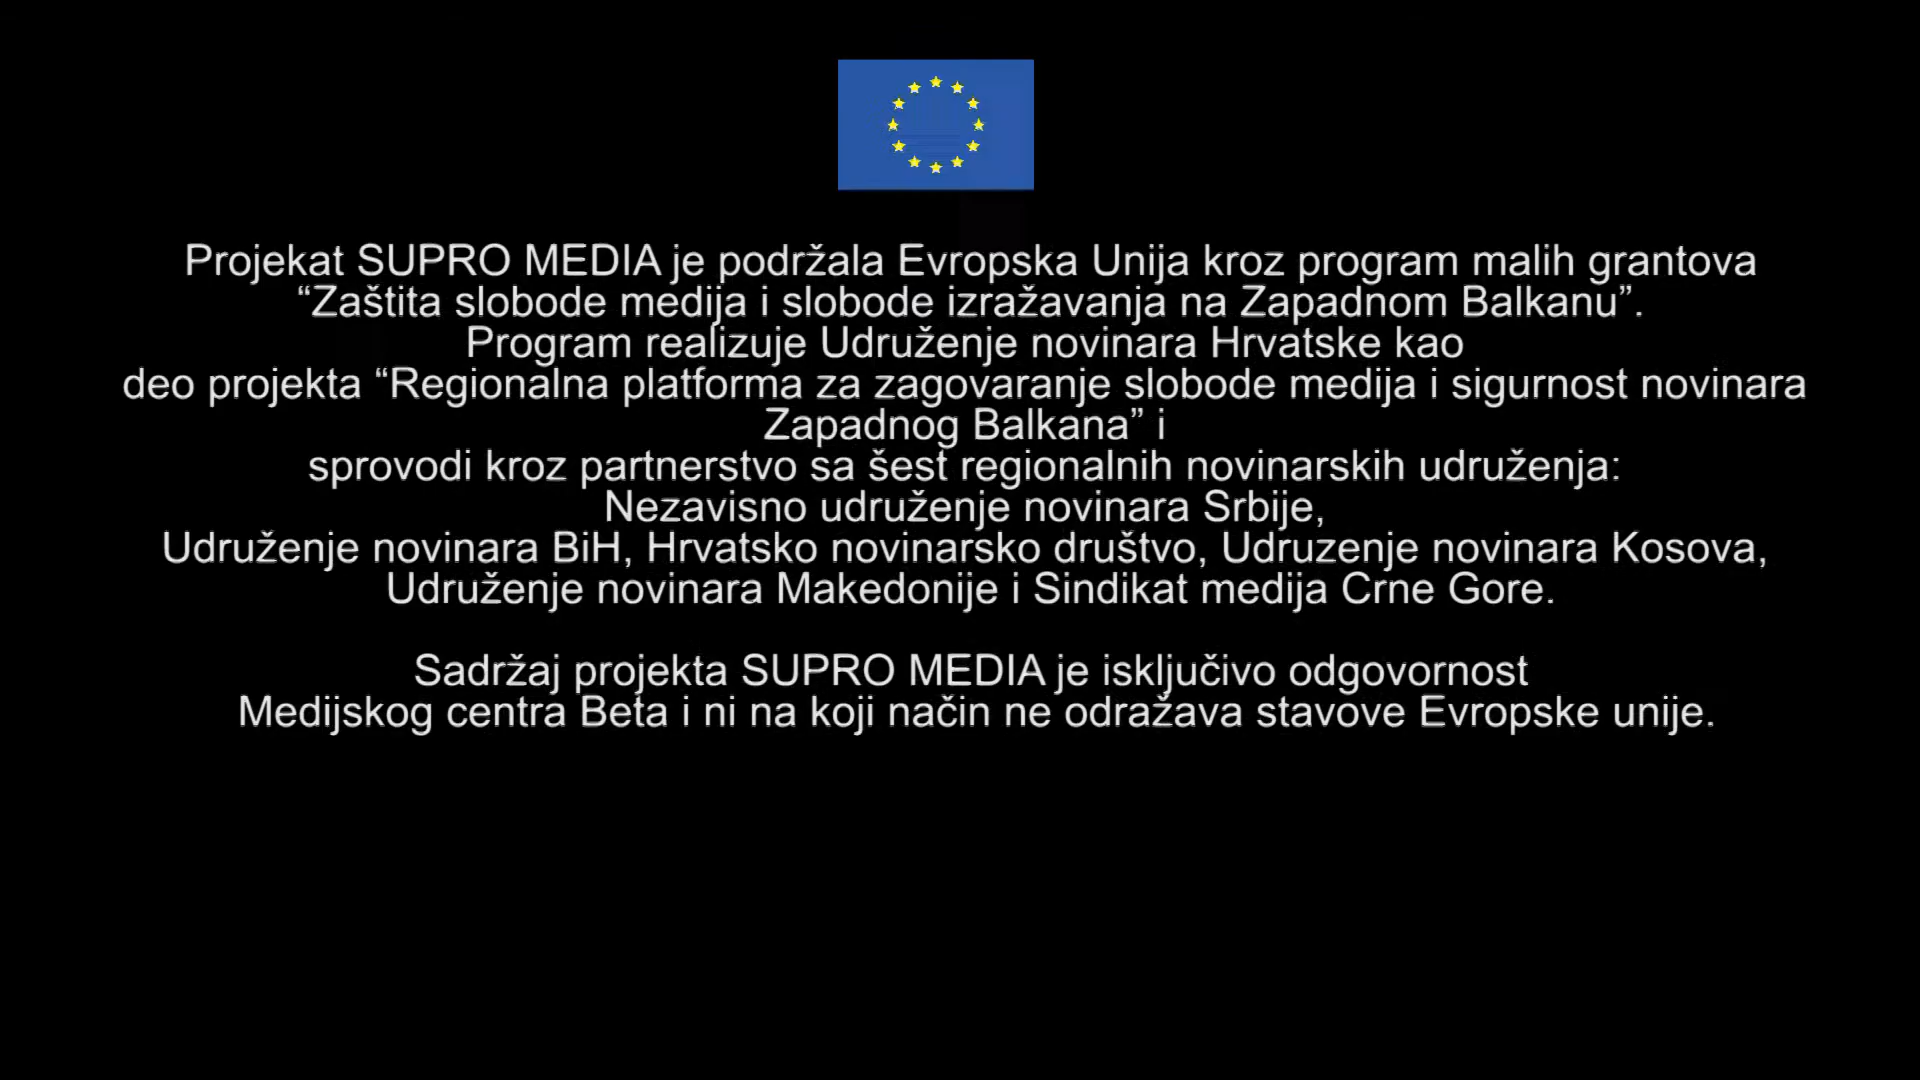 Projekat SUPRO MEDIA je podržala Evropska Unija kroz program malih grantova
“Zaštita slobode medija i slobode izražavanja na Zapadnom Balkanu”.
Program realizuje Udruženje novinara Hrvatske kao
deo projekta “Regionalna platforma za zagovaranje slobode medija i sigurnost novinara
Zapadnog Balkana” i
sprovodi kroz partnerstvo sa šest regionalnih novinarskih udruženja:
Nezavisno udruženje novinara Srbije,
Udruženje novinara BiH, Hrvatsko novinarsko društvo, Udruzenje novinara Kosova,
Udruženje novinara Makedonije i Sindikat medija Crne Gore.
Sadržaj projekta SUPRO MEDIA je isključivo odgovornost
Medijskog centra Beta i ni na koji način ne odražava stavove Evropske unije.